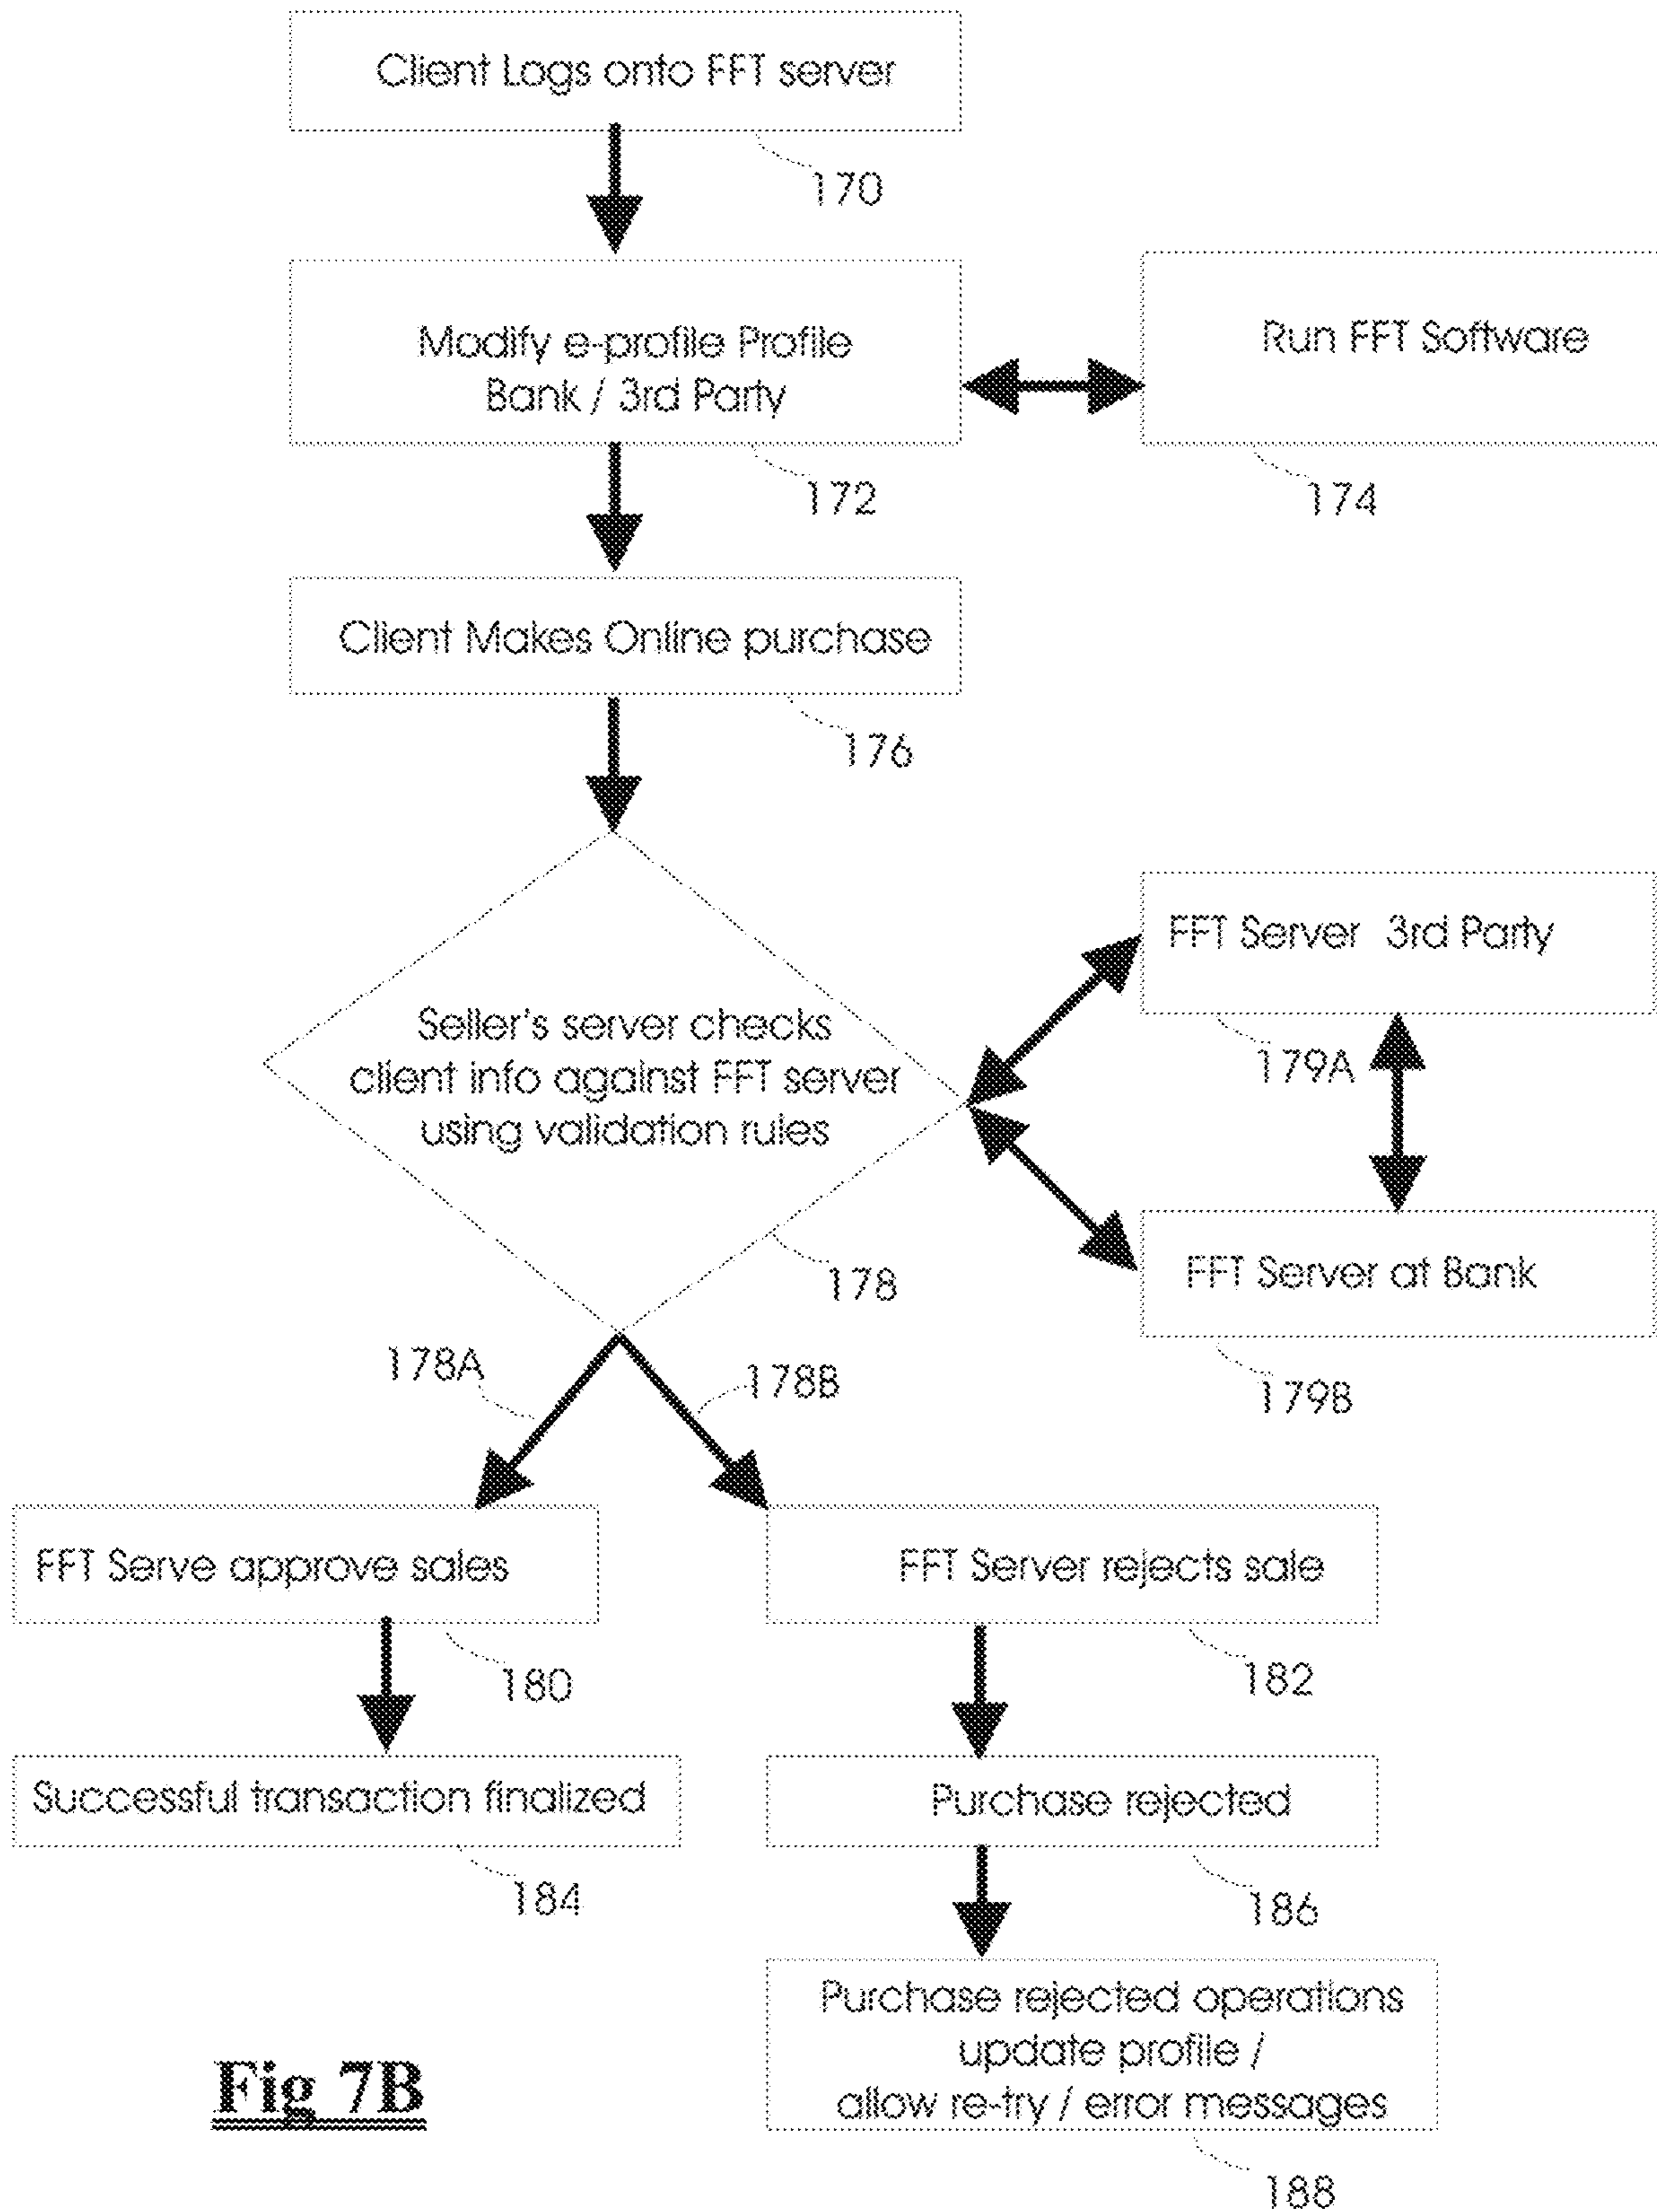 Client Logs onto FFT server
170
Modify e-profile Profile
Bank / 3rd Party
172
Run FFT Software
174
Client Makes Online purchase
176
Seller's server checks
client info against FFT server
using validation rules
178
FFT Server 3rd Party
179A
FFT Server at Bank
179B
178A
178B
FFT Serve approve sales
180
FFT Server rejects sale
182
Successful transaction finalized
184
Purchase rejected
186
Purchase rejected operations
update profile /
allow re-try / error messages
188
Fig 7B